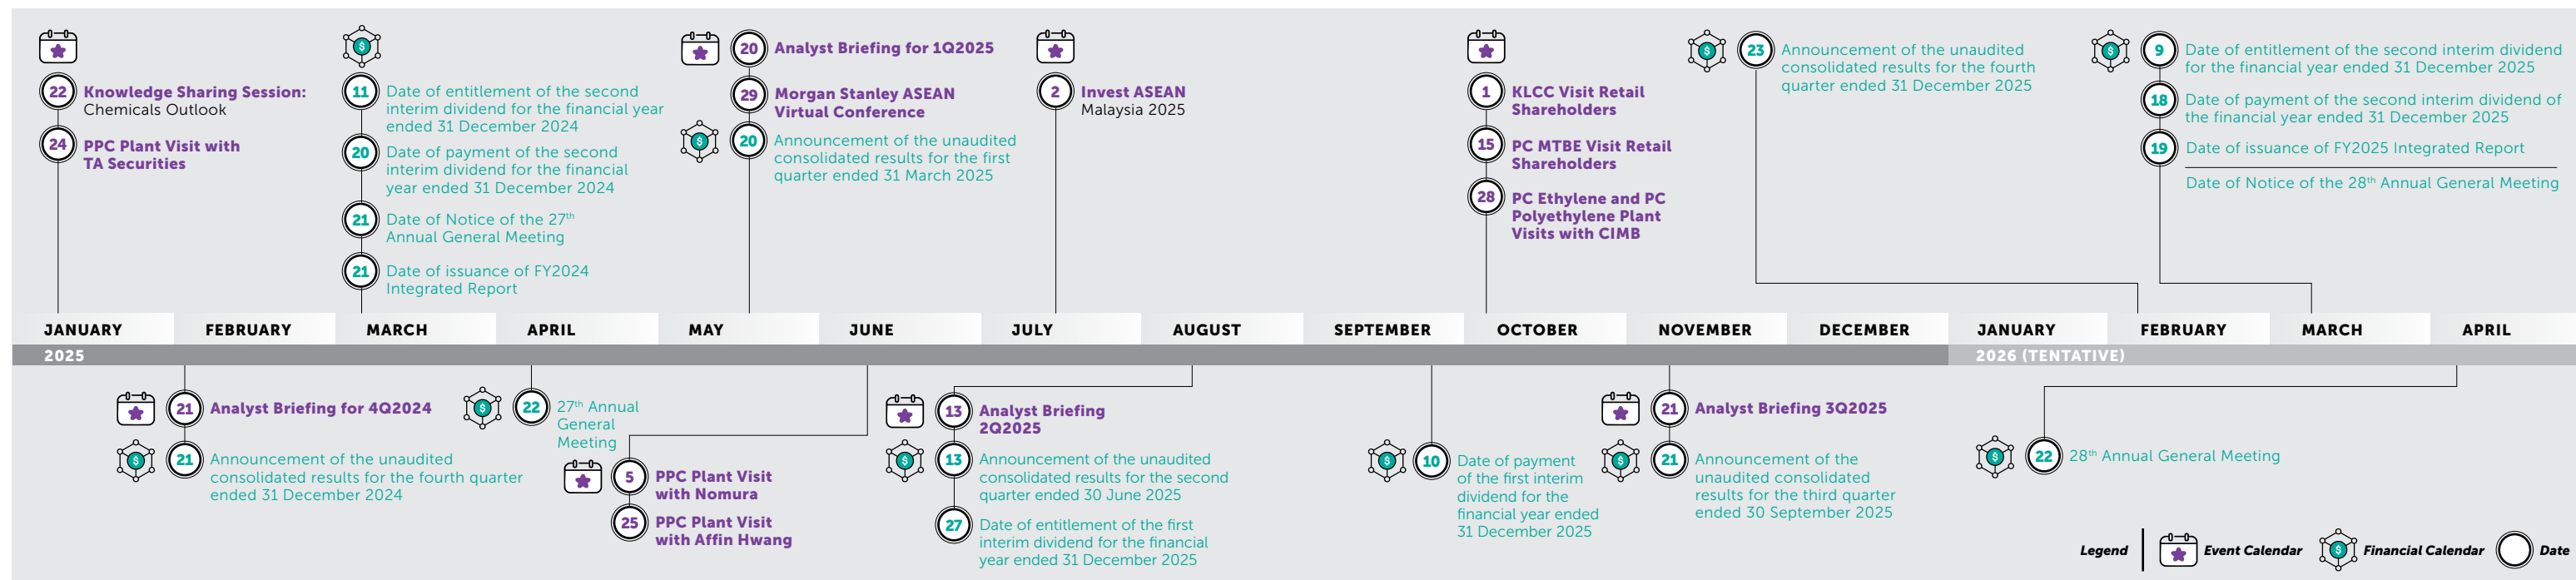 22
Knowledge Sharing Session:
Chemicals Outlook
24
PPC Plant Visit with
TA Securities
11
Date of entitlement of the second
interim dividend for the financial year
ended 31 December 2024
20
Date of payment of the second
interim dividend for the financial
year ended 31 December 2024
21
Date of Notice of the 27th
Annual General Meeting
21
Date of issuance of FY2024
Integrated Report
20
Analyst Briefing for 1Q2025
29
Morgan Stanley ASEAN
Virtual Conference
20
Announcement of the unaudited
consolidated results for the first
quarter ended 31 March 2025
2
Invest ASEAN
Malaysia 2025
1
KLCC Visit Retail
Shareholders
15
PC MTBE Visit Retail
Shareholders
28
PC Ethylene and PC
Polyethylene Plant
Visits with CIMB
23
Announcement of the unaudited
consolidated results for the fourth
quarter ended 31 December 2025
9
Date of entitlement of the second interim dividend
for the financial year ended 31 December 2025
18
Date of payment of the second interim dividend of
the financial year ended 31 December 2025
19
Date of issuance of FY2025 Integrated Report
Date of Notice of the 28th Annual General Meeting
JANUARY FEBRUARY MARCH APRIL MAY JUNE JULY AUGUST SEPTEMBER OCTOBER NOVEMBER DECEMBER JANUARY FEBRUARY MARCH APRIL
2025 2026 (TENTATIVE)
21
Analyst Briefing for 4Q2024
21
Announcement of the unaudited
consolidated results for the fourth quarter
ended 31 December 2024
22
27th Annual
General
Meeting
5
PPC Plant Visit
with Nomura
25
PPC Plant Visit
with Affin Hwang
13
Analyst Briefing
2Q2025
13
Announcement of the unaudited
consolidated results for the second
quarter ended 30 June 2025
27
Date of entitlement of the first
interim dividend for the financial
year ended 31 December 2025
10
Date of payment
of the first interim
dividend for the
financial year ended
31 December 2025
21
Analyst Briefing 3Q2025
21
Announcement of the
unaudited consolidated
results for the third quarter
ended 30 September 2025
22
28th Annual General Meeting
Legend Event Calendar Financial Calendar Date